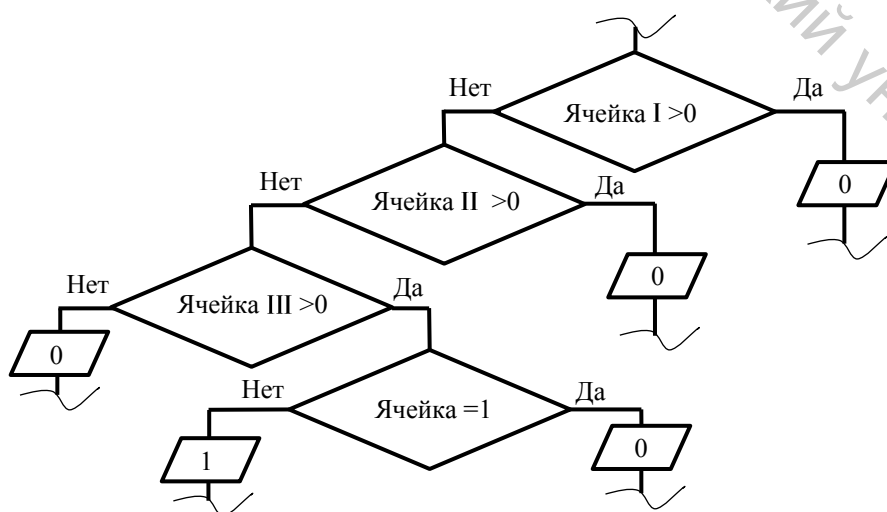 Нет
Ячейка I >0
Да
0
Нет
Ячейка II >0
Да
0
Нет
Ячейка III >0
Да
0
Нет
Ячейка =1
Да
1
0